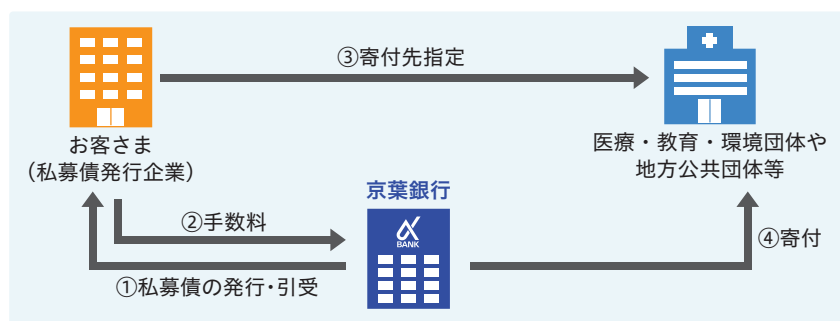 ③寄付先指定
お客さま
（私募債発行企業）
医療・教育・環境団体や
地方公共団体等
京葉銀行
②手数料
α
BANK
④寄付
①私募債の発行・引受